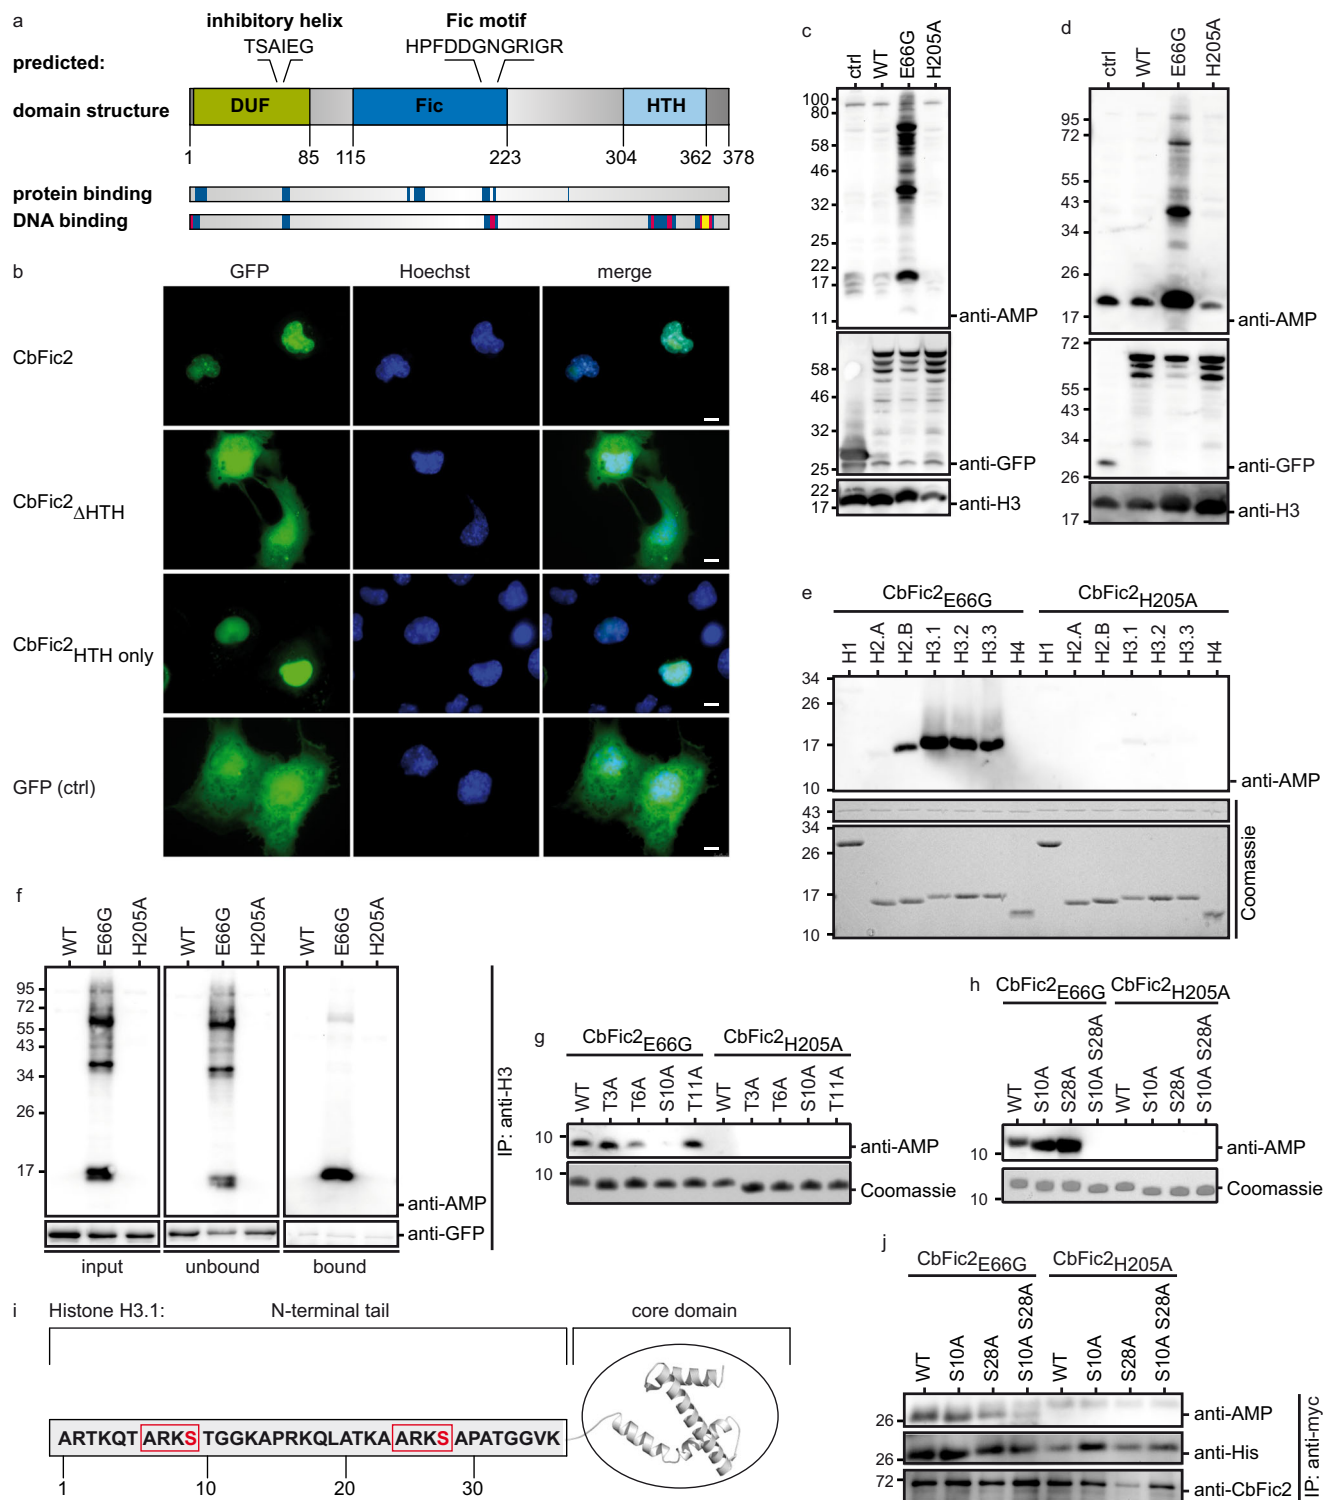 a
inhibitory helix
Fic motif
TSAIEG
HPFDDGNGRIGR
predicted:
domain structure
DUF
Fic
HTH
1
85
115
223
304
362
378
protein binding
DNA binding
b
GFP
Hoechst
merge
CbFic2
CbFic2ΔHTH
CbFic2HTH only
GFP (ctrl)
c
ctrl
WT
E66G
H205A
100
80
58
46
32
25
22
17
11
anti-AMP
58
46
32
25
anti-GFP
22
17
anti-H3
d
ctrl
WT
E66G
H205A
95
72
55
43
34
26
17
anti-AMP
72
55
43
34
26
anti-GFP
17
anti-H3
e
CbFic2E66G
CbFic2H205A
H1
H2.A
H2.B
H3.1
H3.2
H3.3
H4
H1
H2.A
H2.B
H3.1
H3.2
H3.3
H4
34
26
17
10
anti-AMP
43
34
26
17
10
Coomassie
f
WT
E66G
H205A
WT
E66G
H205A
WT
E66G
H205A
95
72
55
43
34
26
17
anti-AMP
anti-GFP
input
unbound
bound
IP: anti-H3
g
CbFic2E66G
CbFic2H205A
WT
T3A
T6A
S10A
T11A
WT
T3A
T6A
S10A
T11A
10
anti-AMP
10
Coomassie
h
CbFic2E66G
CbFic2H205A
WT
S10A
S28A
S10A S28A
WT
S10A
S28A
S10A S28A
10
anti-AMP
10
Coomassie
i
Histone H3.1:
N-terminal tail
core domain
ARTKQT ARKS TGGKAPRKQLATKA ARKS APATGGVK
1
10
20
30
j
CbFic2E66G
CbFic2H205A
WT
S10A
S28A
S10A S28A
WT
S10A
S28A
S10A S28A
26
anti-AMP
26
anti-His
72
anti-CbFic2
IP: anti-myc